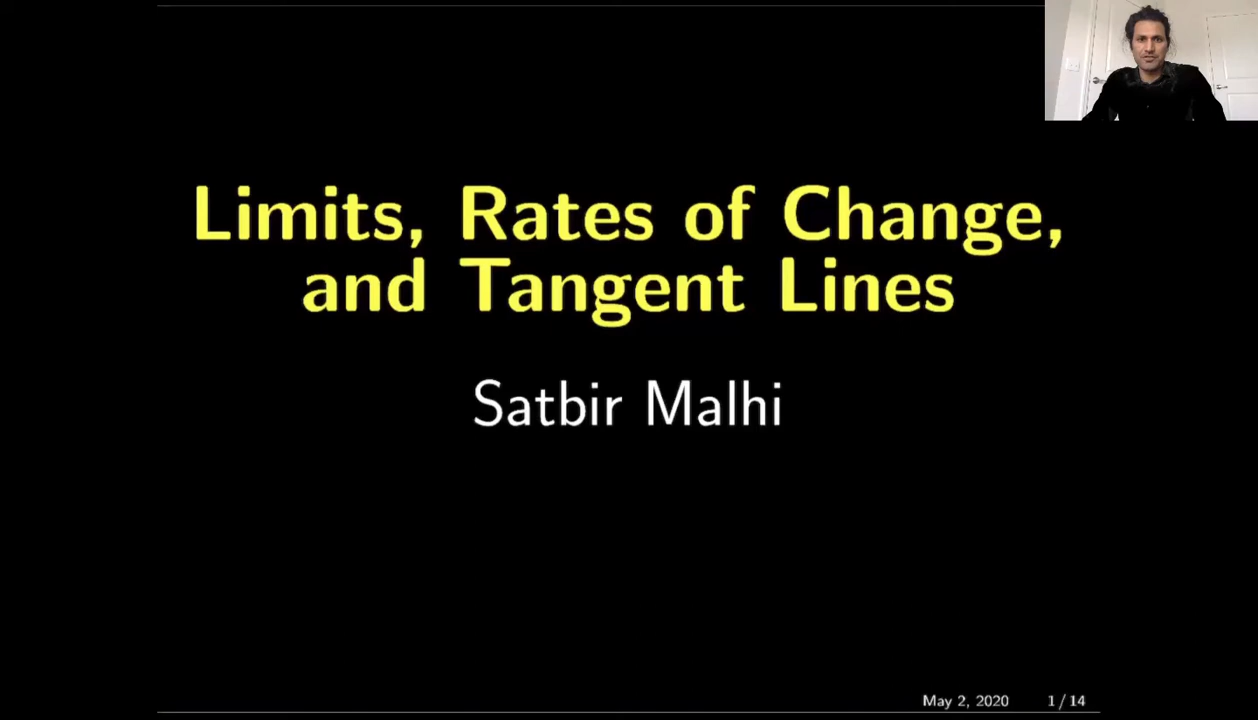 Limits, Rates of Change,
and Tangent Lines
Satbir Malhi
May 2, 2020 1 / 14